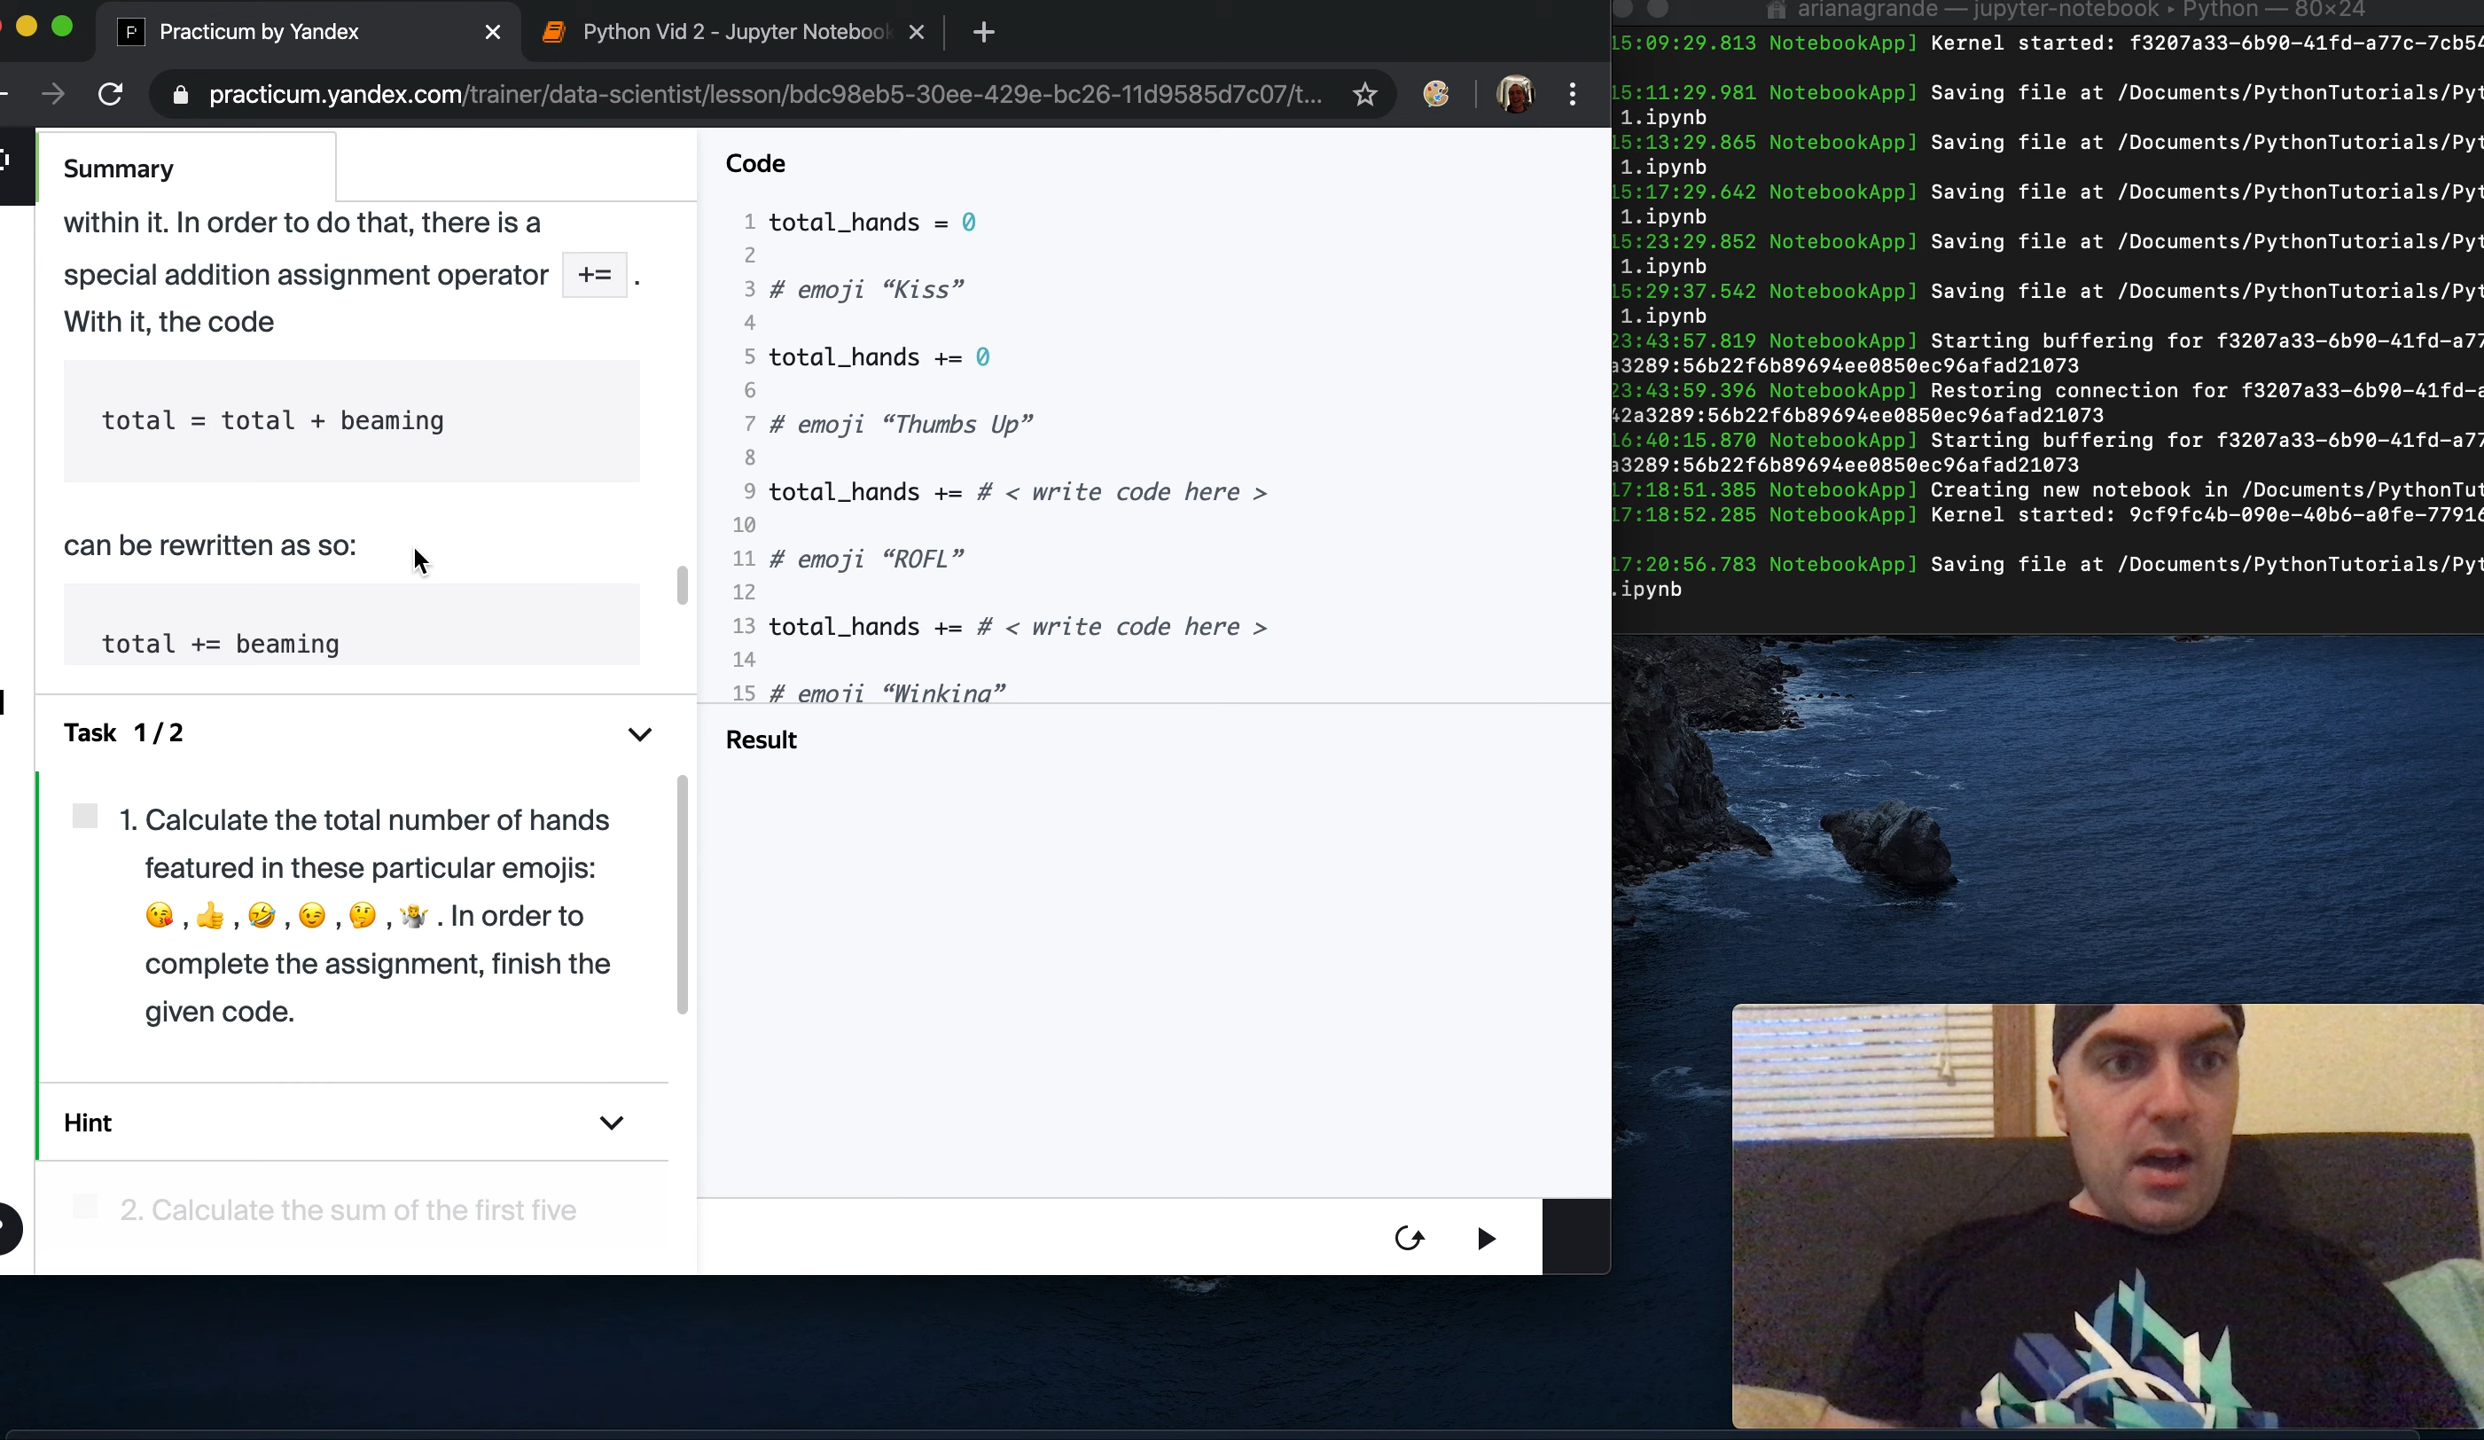 Practicum by Yandex
Python Vid 2 - Jupyter Notebook
practicum.yandex.com/trainer/data-scientist/lesson/bdc98eb5-30ee-429e-bc26-11d9585d7c07/t...
Summary
within it. In order to do that, there is a
special addition assignment operator += .
With it, the code
total = total + beaming
can be rewritten as so:
total += beaming
Task 1 / 2
1. Calculate the total number of hands
featured in these particular emojis:
😘 , 👍 , 🤣 , 😉 , 🤔 , 🤷 . In order to
complete the assignment, finish the
given code.
Hint
2. Calculate the sum of the first five
Code
1 total_hands = 0
2
3 # emoji “Kiss”
4
5 total_hands += 0
6
7 # emoji “Thumbs Up”
8
9 total_hands += # < write code here >
10
11 # emoji “ROFL”
12
13 total_hands += # < write code here >
14
15 # emoji “Winking”
Result
arianagrande — jupyter-notebook ▸ Python — 80×24
15:09:29.813 NotebookApp] Kernel started: f3207a33-6b90-41fd-a77c-7cb54
15:11:29.981 NotebookApp] Saving file at /Documents/PythonTutorials/Pyt
1.ipynb
15:13:29.865 NotebookApp] Saving file at /Documents/PythonTutorials/Pyt
1.ipynb
15:17:29.642 NotebookApp] Saving file at /Documents/PythonTutorials/Pyt
1.ipynb
15:23:29.852 NotebookApp] Saving file at /Documents/PythonTutorials/Pyt
1.ipynb
15:29:37.542 NotebookApp] Saving file at /Documents/PythonTutorials/Pyt
1.ipynb
23:43:57.819 NotebookApp] Starting buffering for f3207a33-6b90-41fd-a77
a3289:56b22f6b89694ee0850ec96afad21073
23:43:59.396 NotebookApp] Restoring connection for f3207a33-6b90-41fd-a
42a3289:56b22f6b89694ee0850ec96afad21073
16:40:15.870 NotebookApp] Starting buffering for f3207a33-6b90-41fd-a77
a3289:56b22f6b89694ee0850ec96afad21073
17:18:51.385 NotebookApp] Creating new notebook in /Documents/PythonTut
17:18:52.285 NotebookApp] Kernel started: 9cf9fc4b-090e-40b6-a0fe-77916
17:20:56.783 NotebookApp] Saving file at /Documents/PythonTutorials/Pyt
.ipynb